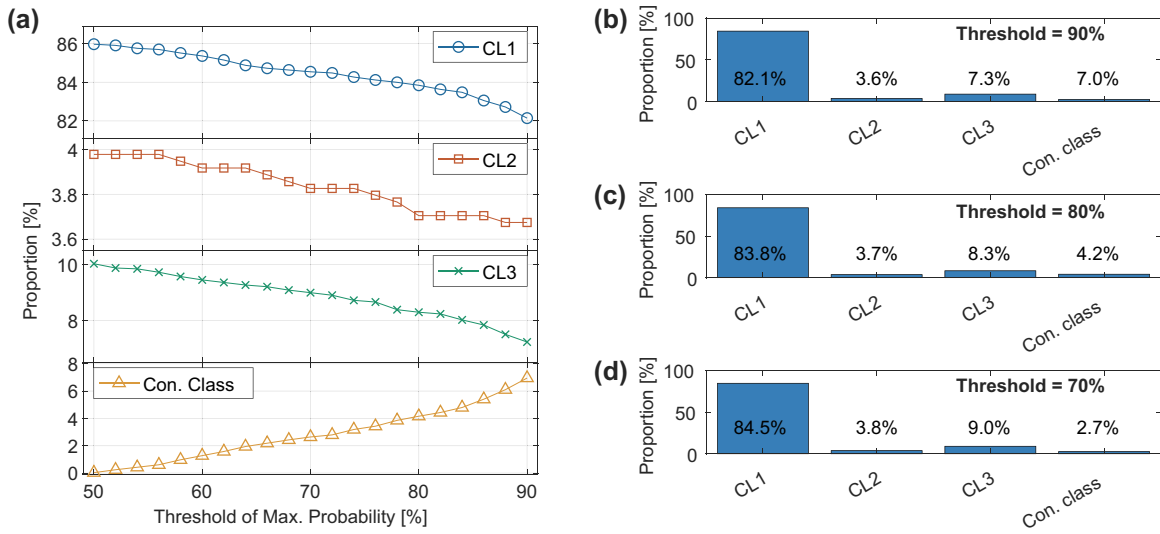 (a)
86
84
82
CL1
4
3.8
3.6
CL2
10
8
CL3
8
6
4
2
0
Con. Class
50 60 70 80 90
Threshold of Max. Probability [%]
Proportion [%]
(b)
Proportion [%]
100
50
0
Threshold = 90%
82.1% 3.6% 7.3% 7.0%
CL1 CL2 CL3 Con. class
(c)
Proportion [%]
100
50
0
Threshold = 80%
83.8% 3.7% 8.3% 4.2%
CL1 CL2 CL3 Con. class
(d)
Proportion [%]
100
50
0
Threshold = 70%
84.5% 3.8% 9.0% 2.7%
CL1 CL2 CL3 Con. class